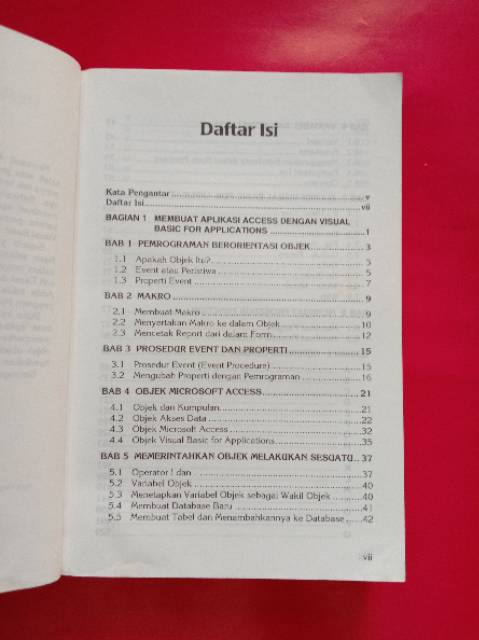 Daftar Isi
Kata Pengantar ..... v
Daftar Isi ..... vii
BAGIAN 1 MEMBUAT APLIKASI ACCESS DENGAN VISUAL
BASIC FOR APPLICATIONS ..... 1
BAB 1 PEMROGRAMAN BERORIENTASI OBJEK ..... 3
1.1 Apakah Objek Itu? ..... 3
1.2 Event atau Peristiwa ..... 5
1.3 Properti Event ..... 7
BAB 2 MAKRO ..... 9
2.1 Membuat Makro ..... 9
2.2 Menyertakan Makro ke dalam Objek ..... 10
2.3 Mencetak Report dari dalam Form ..... 12
BAB 3 PROSEDUR EVENT DAN PROPERTI ..... 15
3.1 Prosedur Event (Event Procedure) ..... 15
3.2 Mengubah Properti dengan Pemrograman ..... 16
BAB 4 OBJEK MICROSOFT ACCESS ..... 21
4.1 Objek dan Kumpulan ..... 21
4.2 Objek Akses Data ..... 22
4.3 Objek Microsoft Access ..... 32
4.4 Objek Visual Basic for Applications ..... 35
BAB 5 MEMERINTAHKAN OBJEK MELAKUKAN SESUATU .. 37
5.1 Operator ! dan . ..... 37
5.2 Variabel Objek ..... 40
5.3 Menetapkan Variabel Objek sebagai Wakil Objek ..... 40
5.4 Membuat Database Baru ..... 41
5.5 Membuat Tabel dan Menambahkannya ke Database ..... 42
vii